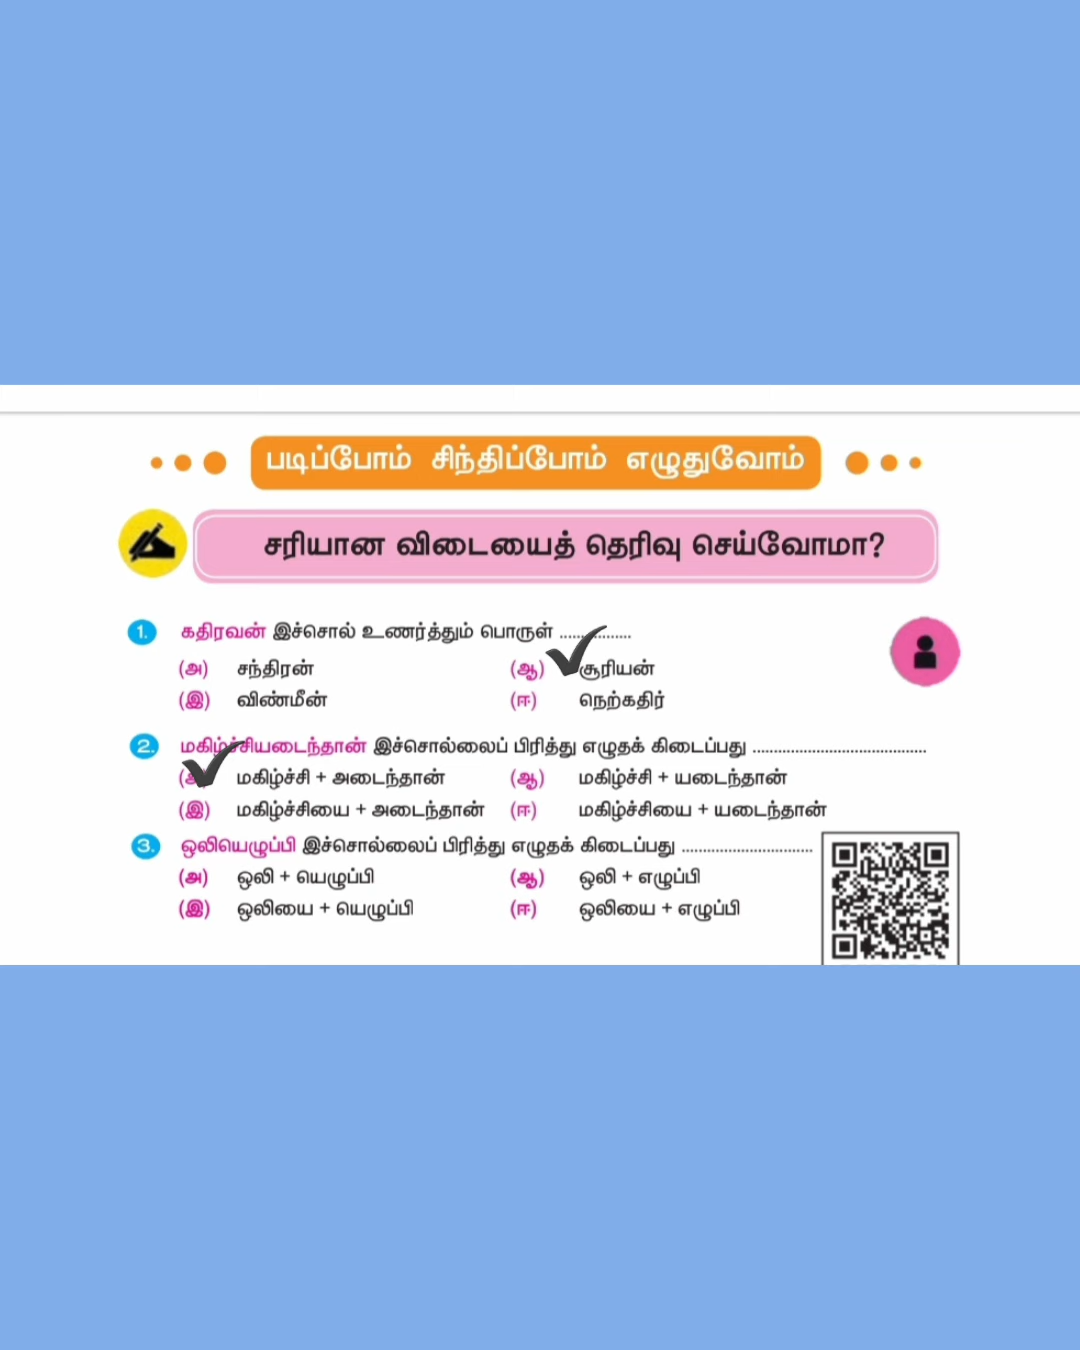 படிப்போம் சிந்திப்போம் எழுதுவோம்
சரியான விடையைத் தெரிவு செய்வோமா?
1. கதிரவன் இச்சொல் உணர்த்தும் பொருள் ...............
(அ) சந்திரன் (ஆ) சூரியன்
(இ) விண்மீன் (ஈ) நெற்கதிர்
2. மகிழ்ச்சியடைந்தான் இச்சொல்லைப் பிரித்து எழுதக் கிடைப்பது .......................................
(அ) மகிழ்ச்சி + அடைந்தான் (ஆ) மகிழ்ச்சி + யடைந்தான்
(இ) மகிழ்ச்சியை + அடைந்தான் (ஈ) மகிழ்ச்சியை + யடைந்தான்
3. ஒலியெழுப்பி இச்சொல்லைப் பிரித்து எழுதக் கிடைப்பது .............................
(அ) ஒலி + யெழுப்பி (ஆ) ஒலி + எழுப்பி
(இ) ஒலியை + யெழுப்பி (ஈ) ஒலியை + எழுப்பி